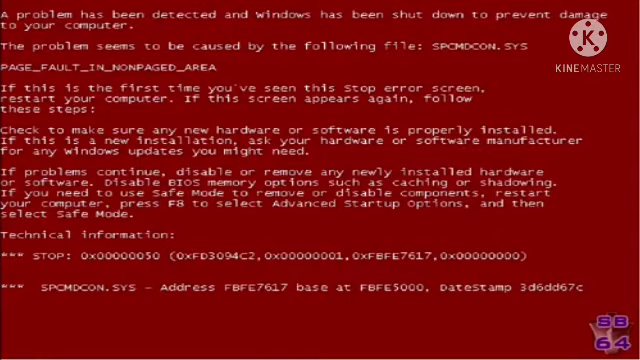 A problem has been detected and Windows has been shut down to prevent damage
to your computer.
The problem seems to be caused by the following file: SPCMDCON.SYS
PAGE_FAULT_IN_NONPAGED_AREA
If this is the first time you've seen this Stop error screen,
restart your computer. If this screen appears again, follow
these steps:
Check to make sure any new hardware or software is properly installed.
If this is a new installation, ask your hardware or software manufacturer
for any windows updates you might need.
If problems continue, disable or remove any newly installed hardware
or software. Disable BIOS memory options such as caching or shadowing.
If you need to use Safe Mode to remove or disable components, restart
your computer, press F8 to select Advanced Startup Options, and then
select Safe Mode.
Technical information:
*** STOP: 0x00000050 (0xFD3094C2,0x00000001,0xFBFE7617,0x00000000)
*** SPCMDCON.SYS - Address FBFE7617 base at FBFE5000, DateStamp 3d6dd67c
KINEMASTER
SB
64